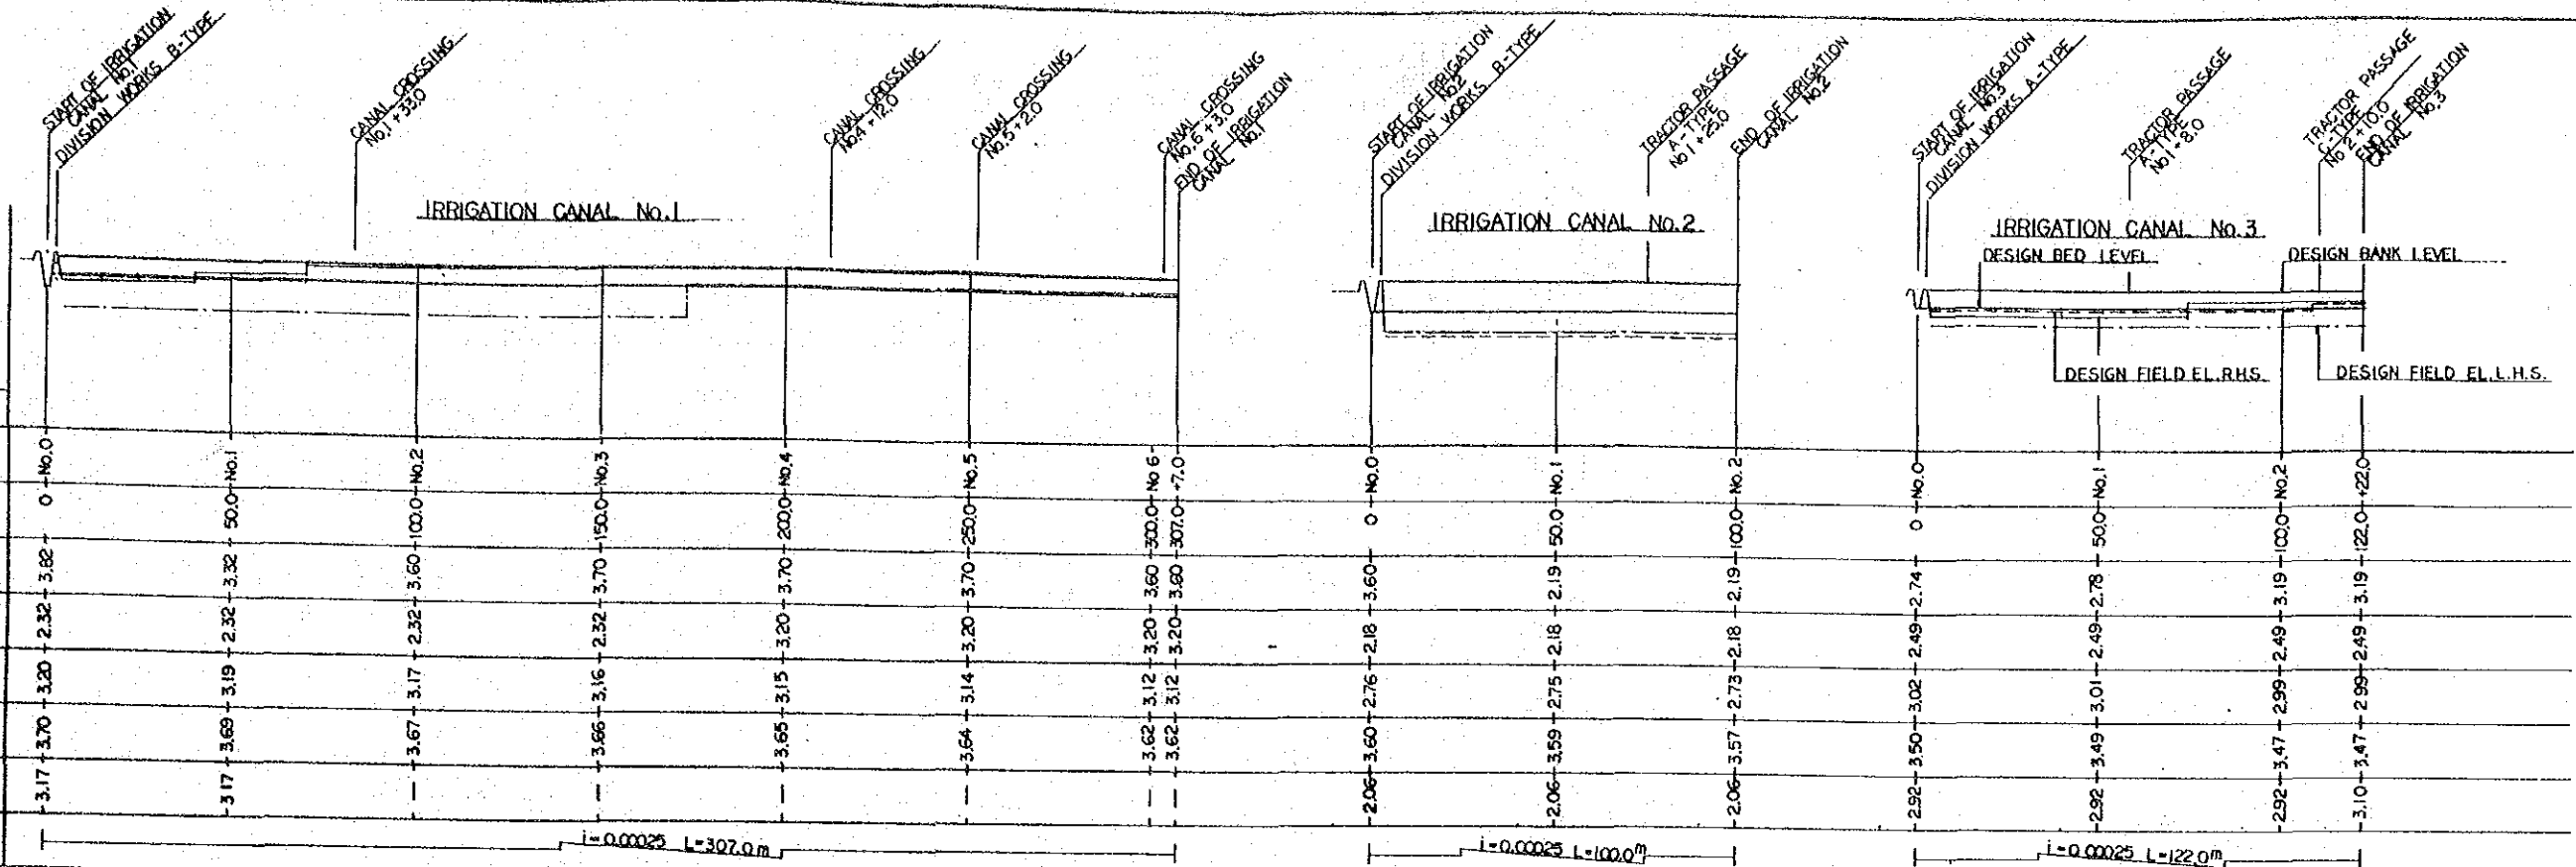 START OF IRRIGATION
CANAL No.1
DIVISION WORKS B-TYPE
CANAL CROSSING
No.1 +33.0
CANAL CROSSING
No.4 +12.0
CANAL CROSSING
No.5 +2.0
CANAL CROSSING
No.6 +3.0
END OF IRRIGATION
CANAL No.1
START OF IRRIGATION
CANAL No.2
DIVISION WORKS B-TYPE
TRACTOR PASSAGE
A-TYPE
No.1 +25.0
END OF IRRIGATION
CANAL No.2
START OF IRRIGATION
CANAL No.3
DIVISION WORKS A-TYPE
TRACTOR PASSAGE
A-TYPE
No.1 +8.0
TRACTOR PASSAGE
C-TYPE
No.2 +10.0
END OF IRRIGATION
CANAL No.3
IRRIGATION CANAL No.1
IRRIGATION CANAL No.2
IRRIGATION CANAL No.3
DESIGN BED LEVEL
DESIGN BANK LEVEL
DESIGN FIELD EL.R.H.S.
DESIGN FIELD EL.L.H.S.
No.0 No.1 No.2 No.3 No.4 No.5 No.6 +7.0 No.0 No.1 No.2 No.0 No.1 No.2 +22.0
0 50.0 100.0 150.0 200.0 250.0 300.0 307.0 0 50.0 100.0 0 50.0 100.0 122.0
3.82 3.32 3.60 3.70 3.70 3.70 3.60 3.60 3.60 2.19 2.19 2.74 2.78 3.19 3.19
2.32 2.32 2.32 2.32 3.20 3.20 3.20 3.20 2.18 2.18 2.18 2.49 2.49 2.49 2.49
3.20 3.19 3.17 3.16 3.15 3.14 3.12 3.12 2.76 2.75 2.73 3.02 3.01 2.99 2.99
3.70 3.69 3.67 3.66 3.65 3.64 3.62 3.62 3.60 3.59 3.57 3.50 3.49 3.47 3.47
3.17 3.17 — — — — — — 2.06 2.06 2.06 2.92 2.92 2.92 3.10
i=0.00025 L=307.0m
i=0.00025 L=100.0m
i=0.00025 L=122.0m